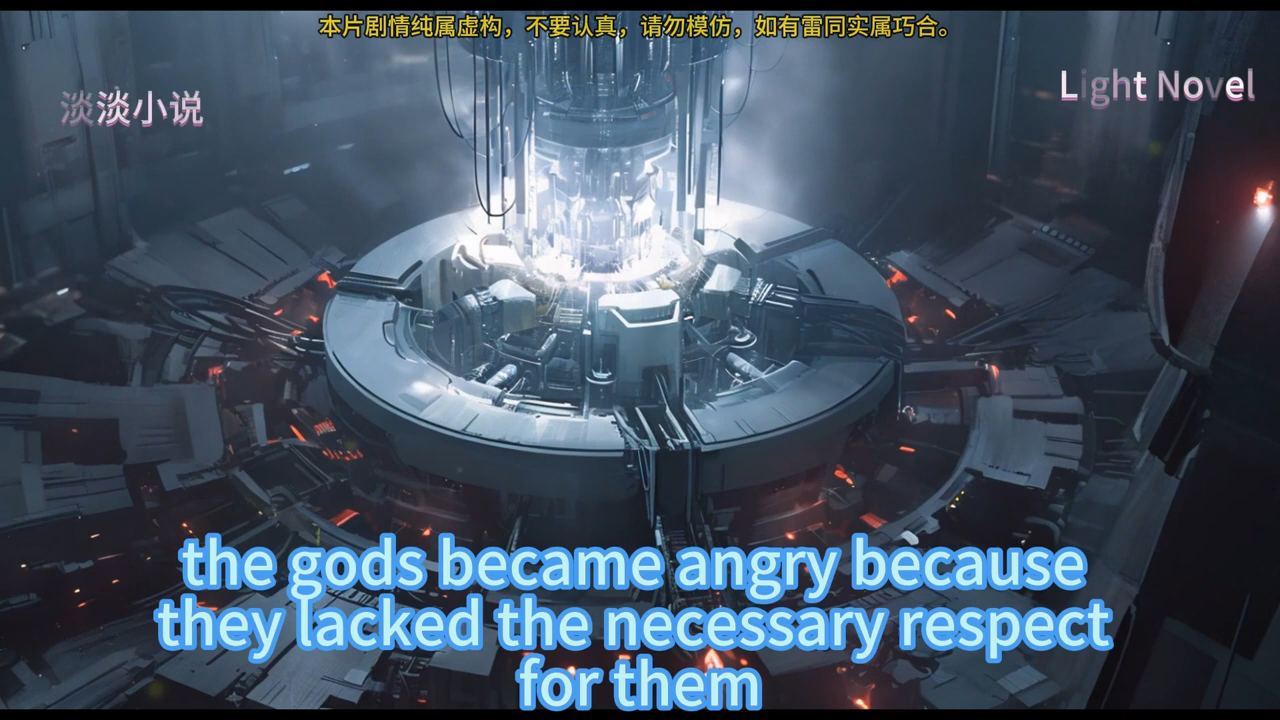 本片剧情纯属虚构，不要认真，请勿模仿，如有雷同实属巧合。
淡淡小说
Light Novel
the gods became angry because
they lacked the necessary respect
for them